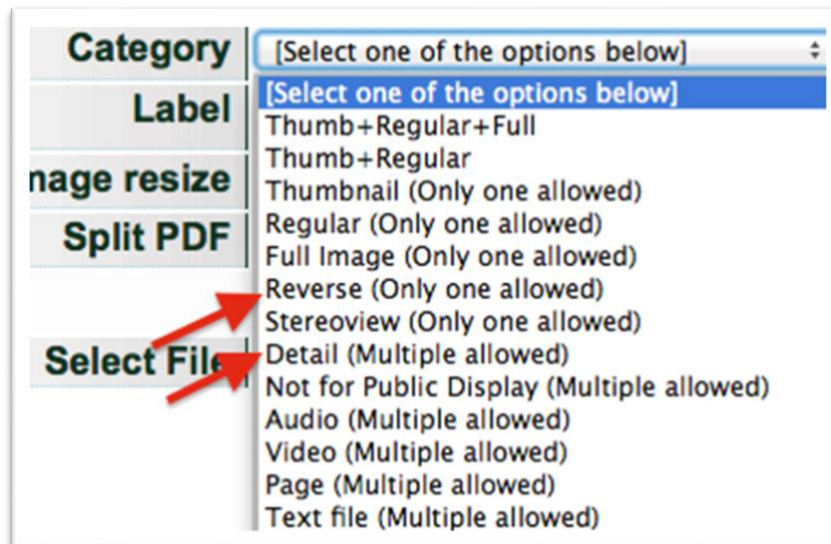 Category [Select one of the options below]
Label [Select one of the options below]
Thumb+Regular+Full
Thumb+Regular
mage resize
Thumbnail (Only one allowed)
Regular (Only one allowed)
Split PDF
Full Image (Only one allowed)
Reverse (Only one allowed)
Stereoview (Only one allowed)
Select File
Detail (Multiple allowed)
Not for Public Display (Multiple allowed)
Audio (Multiple allowed)
Video (Multiple allowed)
Page (Multiple allowed)
Text file (Multiple allowed)